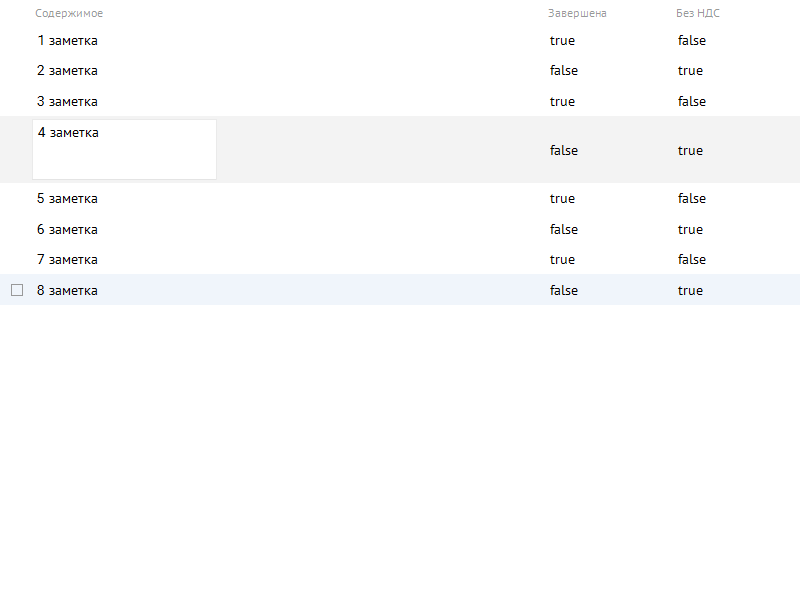 Содержимое Завершена Без НДС
1 заметка true false
2 заметка false true
3 заметка true false
4 заметка false true
5 заметка true false
6 заметка false true
7 заметка true false
8 заметка false true